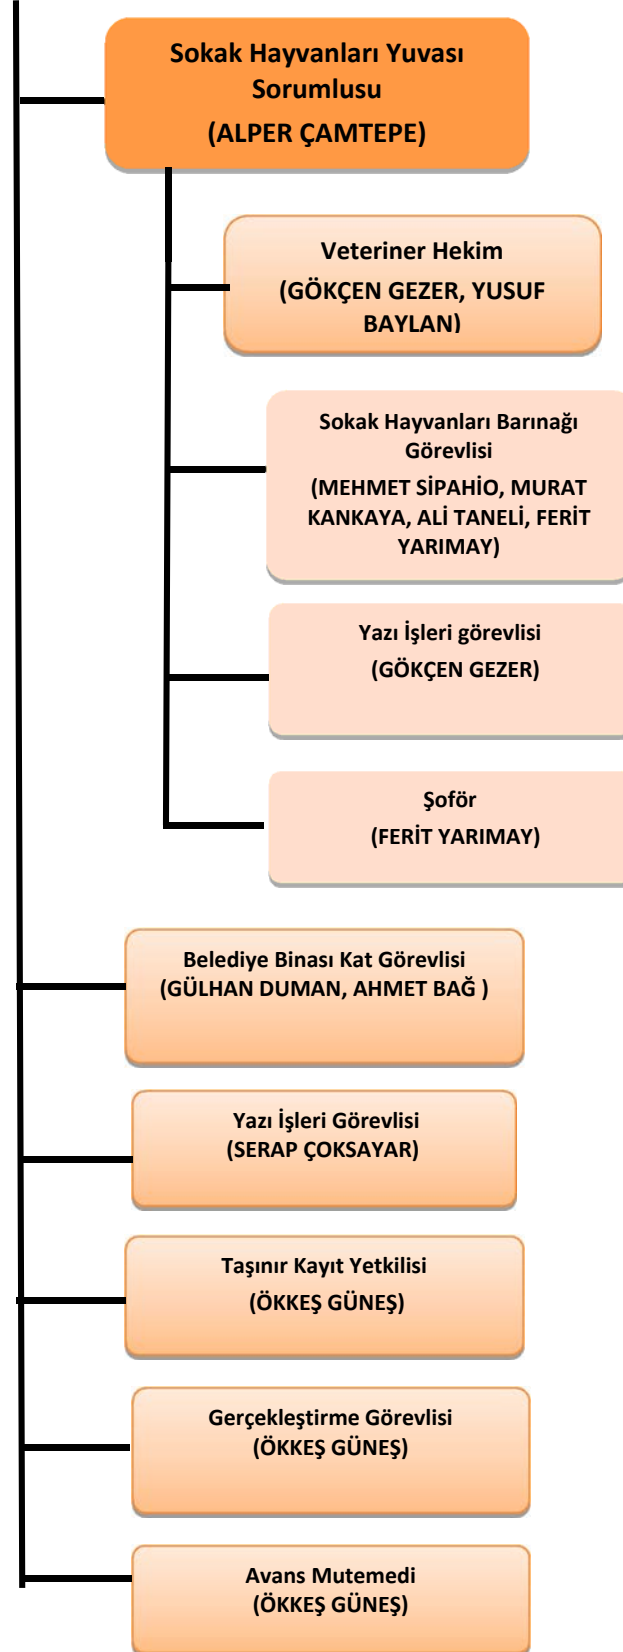 Sokak Hayvanları Yuvası
Sorumlusu
(ALPER ÇAMTEPE)
Veteriner Hekim
(GÖKÇEN GEZER, YUSUF
BAYLAN)
Sokak Hayvanları Barınağı
Görevlisi
(MEHMET SİPAHİO, MURAT
KANKAYA, ALİ TANELİ, FERİT
YARIMAY)
Yazı İşleri görevlisi
(GÖKÇEN GEZER)
Şoför
(FERİT YARIMAY)
Belediye Binası Kat Görevlisi
(GÜLHAN DUMAN, AHMET BAĞ )
Yazı İşleri Görevlisi
(SERAP ÇOKSAYAR)
Taşınır Kayıt Yetkilisi
(ÖKKEŞ GÜNEŞ)
Gerçekleştirme Görevlisi
(ÖKKEŞ GÜNEŞ)
Avans Mutemedi
(ÖKKEŞ GÜNEŞ)